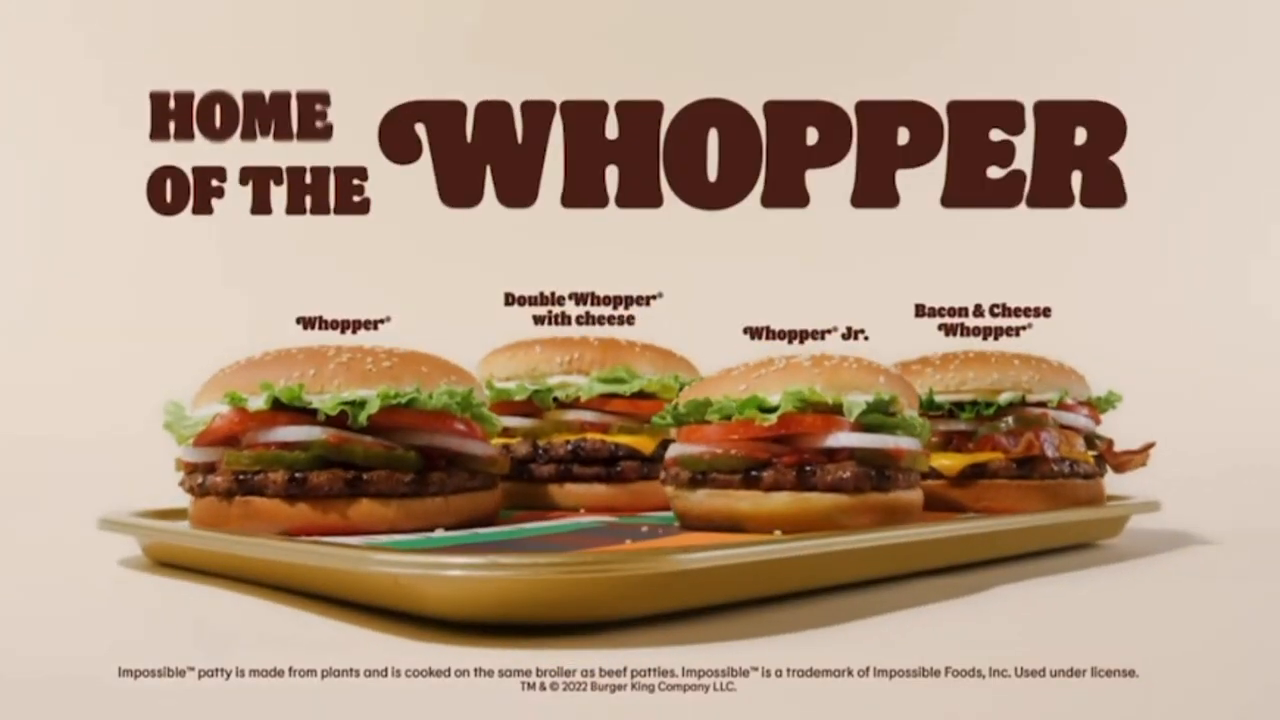 HOME
OF THE
WHOPPER
Whopper®
Double Whopper®
with cheese
Whopper® Jr.
Bacon & Cheese
Whopper®
Impossible™ patty is made from plants and is cooked on the same broiler as beef patties. Impossible™ is a trademark of Impossible Foods, Inc. Used under license.
TM & © 2022 Burger King Company LLC.